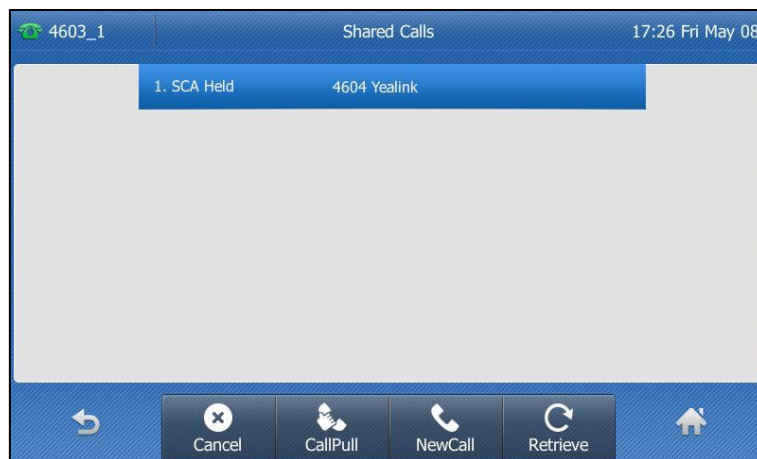 4603_1 Shared Calls 17:26 Fri May 08
1. SCA Held 4604 Yealink
Cancel CallPull NewCall Retrieve